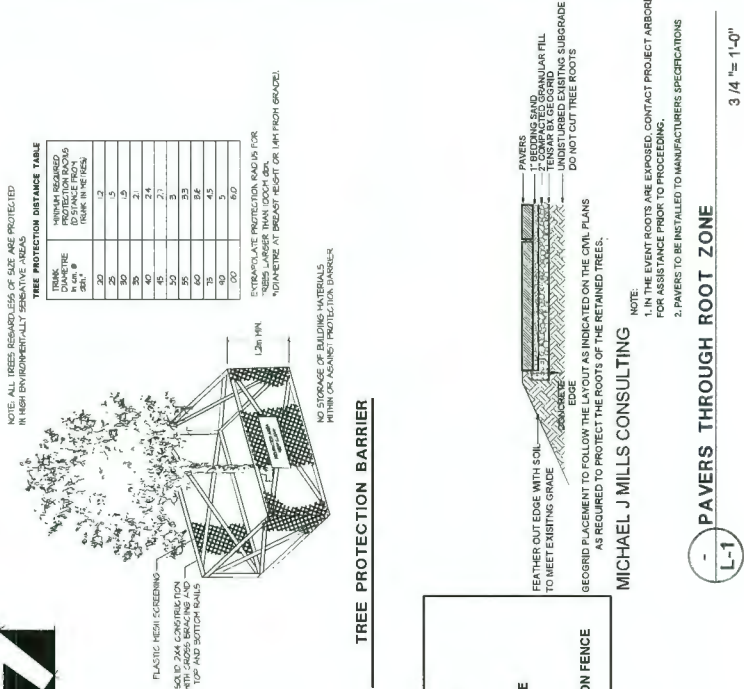 NOTE: ALL TREES REGARDLESS OF SIZE ARE PROTECTED
IN HIGH ENVIRONMENTALLY SENSATIVE AREAS
TREE PROTECTION DISTANCE TABLE
TRUNK DIAMETRE in cm. @ dbh.* MINIMUM REQUIRED PROTECTION RADIUS (DISTANCE FROM TRUNK IN METRES)
20 1.2
25 1.5
30 1.8
35 2.1
40 2.4
45 2.7
50 3
55 3.3
60 3.6
75 4.5
90 5
00 6.0
EXTRAPOLATE PROTECTION RADIUS FOR
TREES LARGER THAN 100CM dbh.
*(DIAMETRE AT BREAST HEIGHT OR 1.4M FROM GRADE).
PLASTIC MESH SCREENING
SOLID 2X4 CONSTRUCTION
WITH CROSS BRACING AND
TOP AND BOTTOM RAILS
1.2m MIN.
NO STORAGE OF BUILDING MATERIALS
WITHIN OR AGAINST PROTECTION BARRIER
TREE PROTECTION BARRIER
ON FENCE
PAVERS
1" BEDDING SAND
2" COMPACTED GRANULAR FILL
TENSAR BX GEOGRID
UNDISTURBED EXISITNG SUBGRADE
DO NOT CUT TREE ROOTS
FEATHER OUT EDGE WITH SOIL
TO MEET EXISITNG GRADE
CONCRETE
EDGE
GEOGRID PLACEMENT TO FOLLOW THE LAYOUT AS INDICATED ON THE CIVIL PLANS
AS REQUIRED TO PROTECT THE ROOTS OF THE RETAINED TREES.
MICHAEL J MILLS CONSULTING
NOTE:
1. IN THE EVENT ROOTS ARE EXPOSED, CONTACT PROJECT ARBORI
FOR ASSISTANCE PRIOR TO PROCEEDING.
2. PAVERS TO BE INSTALLED TO MANUFACTURERS SPECIFICATIONS
-
L-1
PAVERS THROUGH ROOT ZONE
3/4"= 1'-0"